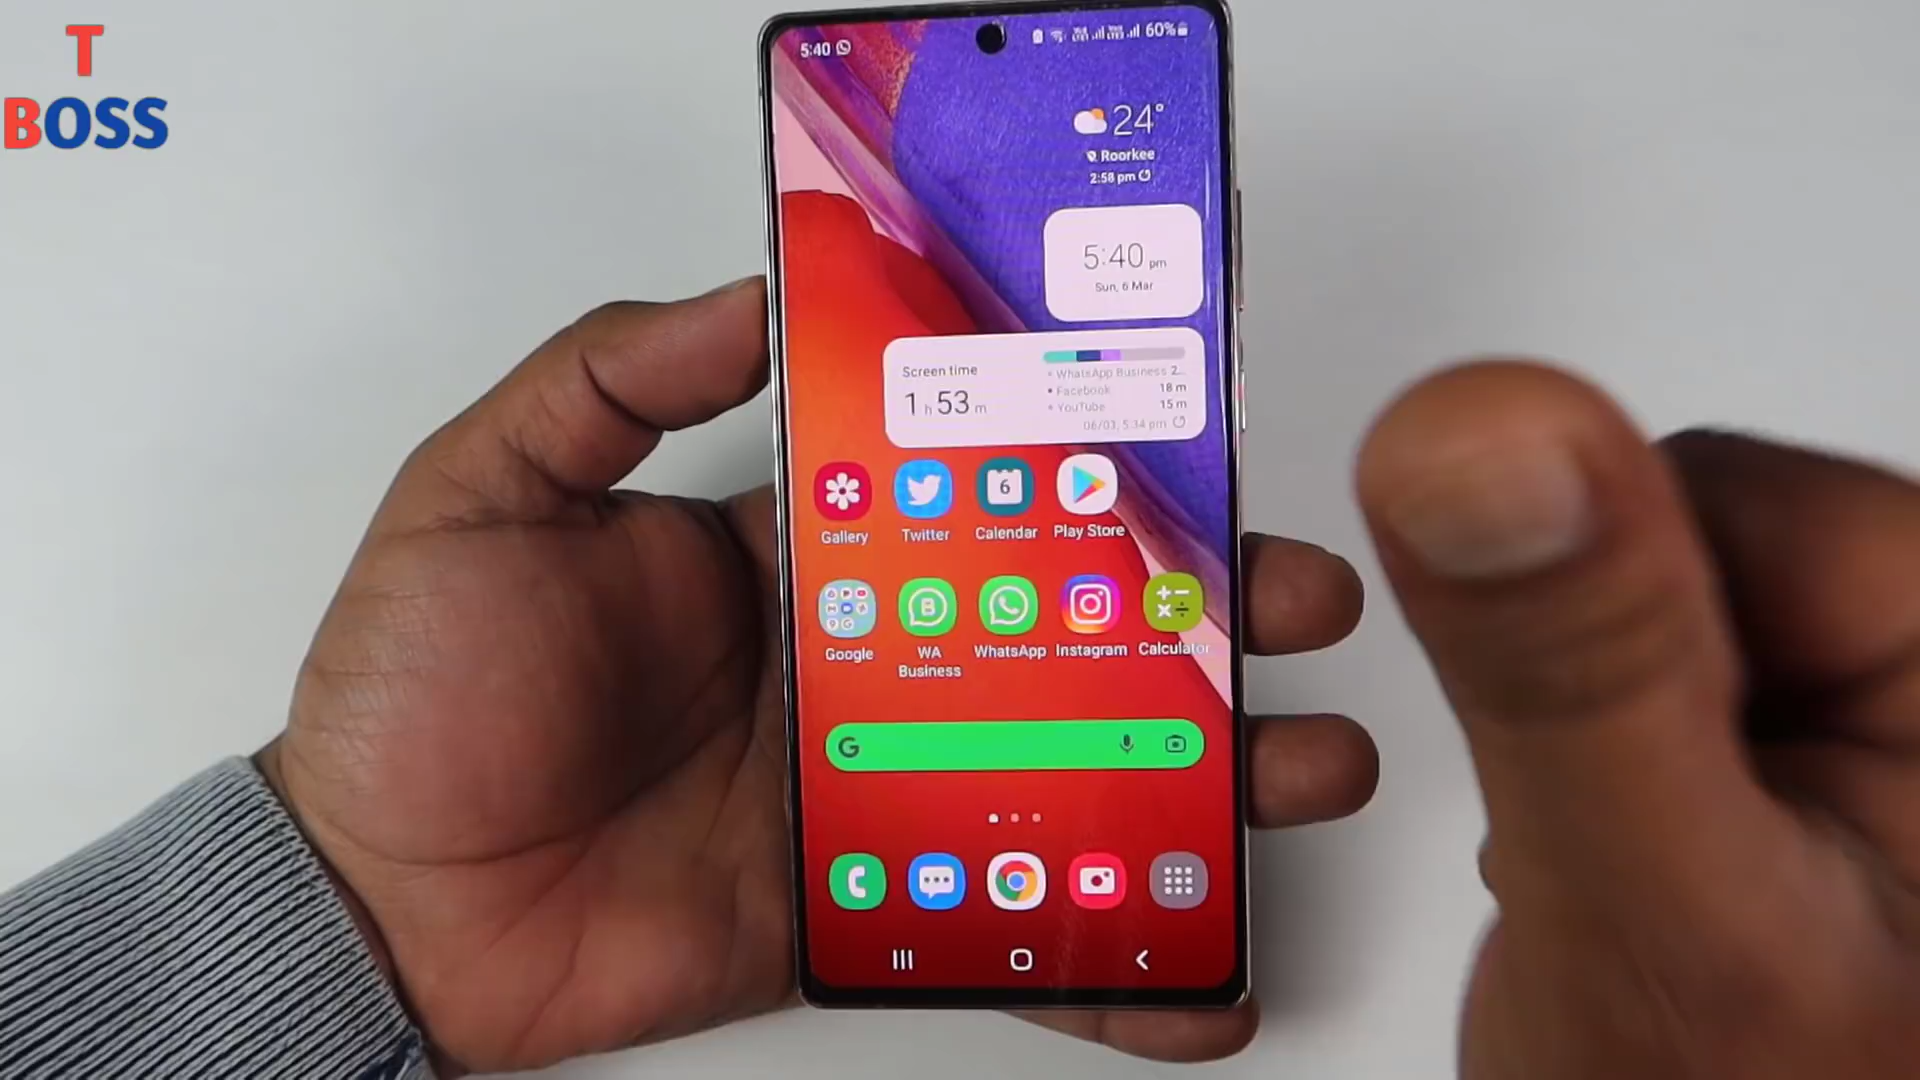 T
BOSS
5:40
60%
24°
Roorkee
2:58 pm
5:40 pm
Sun, 6 Mar
Screen time
1 h 53 m
WhatsApp Business 2...
Facebook 18 m
YouTube 15 m
06/03, 5:34 pm
6
Gallery Twitter Calendar Play Store
Google WA Business WhatsApp Instagram Calculator
G